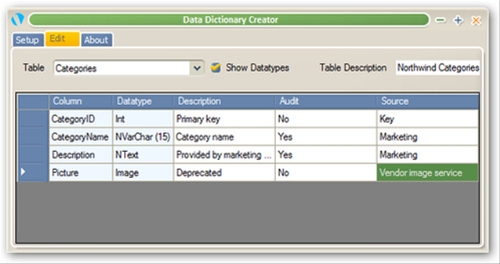 Data Dictionary Creator
Setup Edit About
Table Categories Show Datatypes Table Description Northwind Categories
Column Datatype Description Audit Source
CategoryID Int Primary key No Key
CategoryName NVarChar (15) Category name Yes Marketing
Description NText Provided by marketing ... Yes Marketing
Picture Image Deprecated No Vendor image service